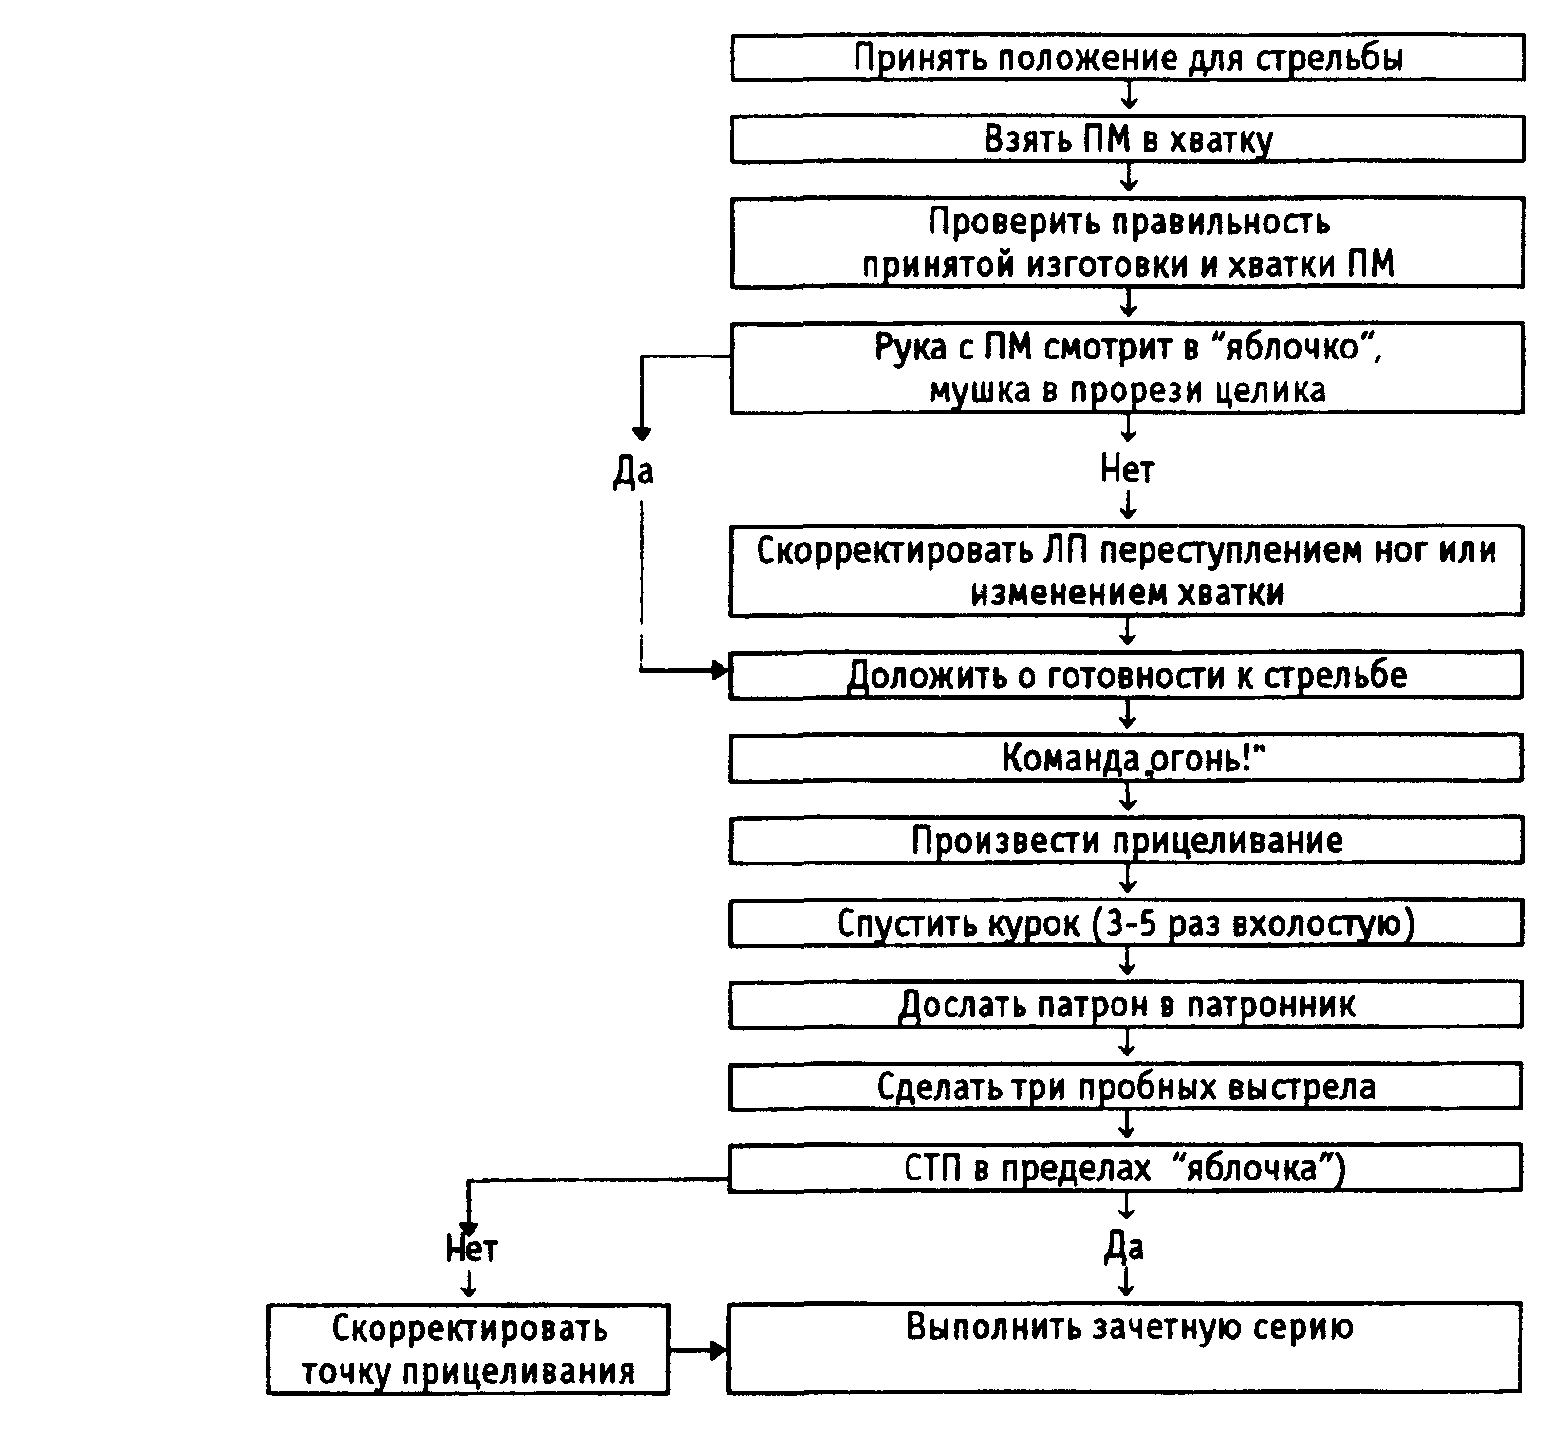 Принять положение для стрельбы
Взять ПМ в хватку
Проверить правильность
принятой изготовки и хватки ПМ
Рука с ПМ смотрит в “яблочко“,
мушка в прорези целика
Да
Нет
Скорректировать ЛП переступлением ног или
изменением хватки
Доложить о готовности к стрельбе
Команда „огонь!”
Произвести прицеливание
Спустить курок (3-5 раз вхолостую)
Дослать патрон в патронник
Сделать три пробных выстрела
СТП в пределах “яблочка”)
Нет
Да
Скорректировать
точку прицеливания
Выполнить зачетную серию